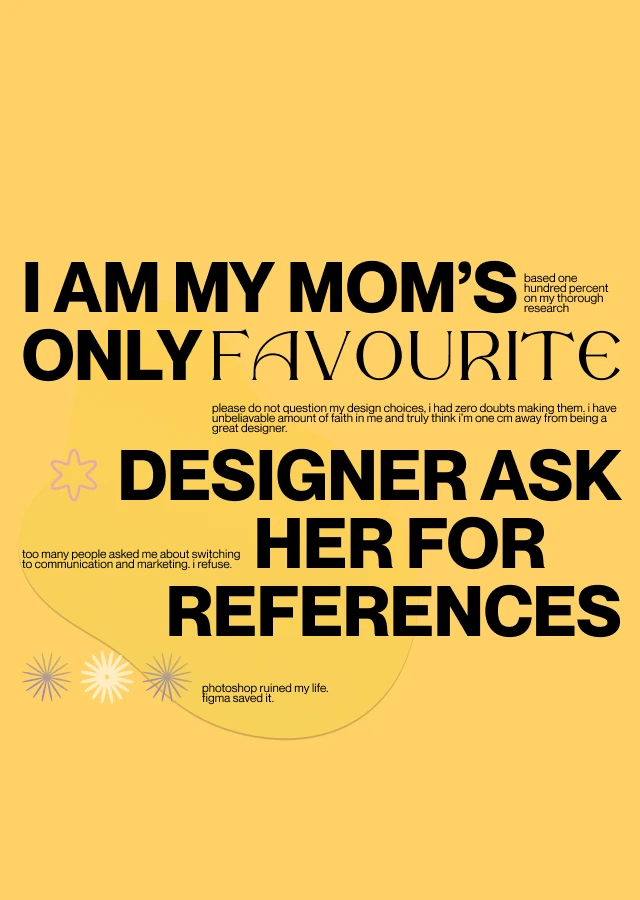 I AM MY MOM’S
based one
hundred percent
on my thorough
research
ONLY FAVOURITE
please do not question my design choices, i had zero doubts making them. i have
unbeliavable amount of faith in me and truly think i’m one cm away from being a
great designer.
DESIGNER ASK
HER FOR
too many people asked me about switching
to communication and marketing. i refuse.
REFERENCES
photoshop ruined my life.
figma saved it.